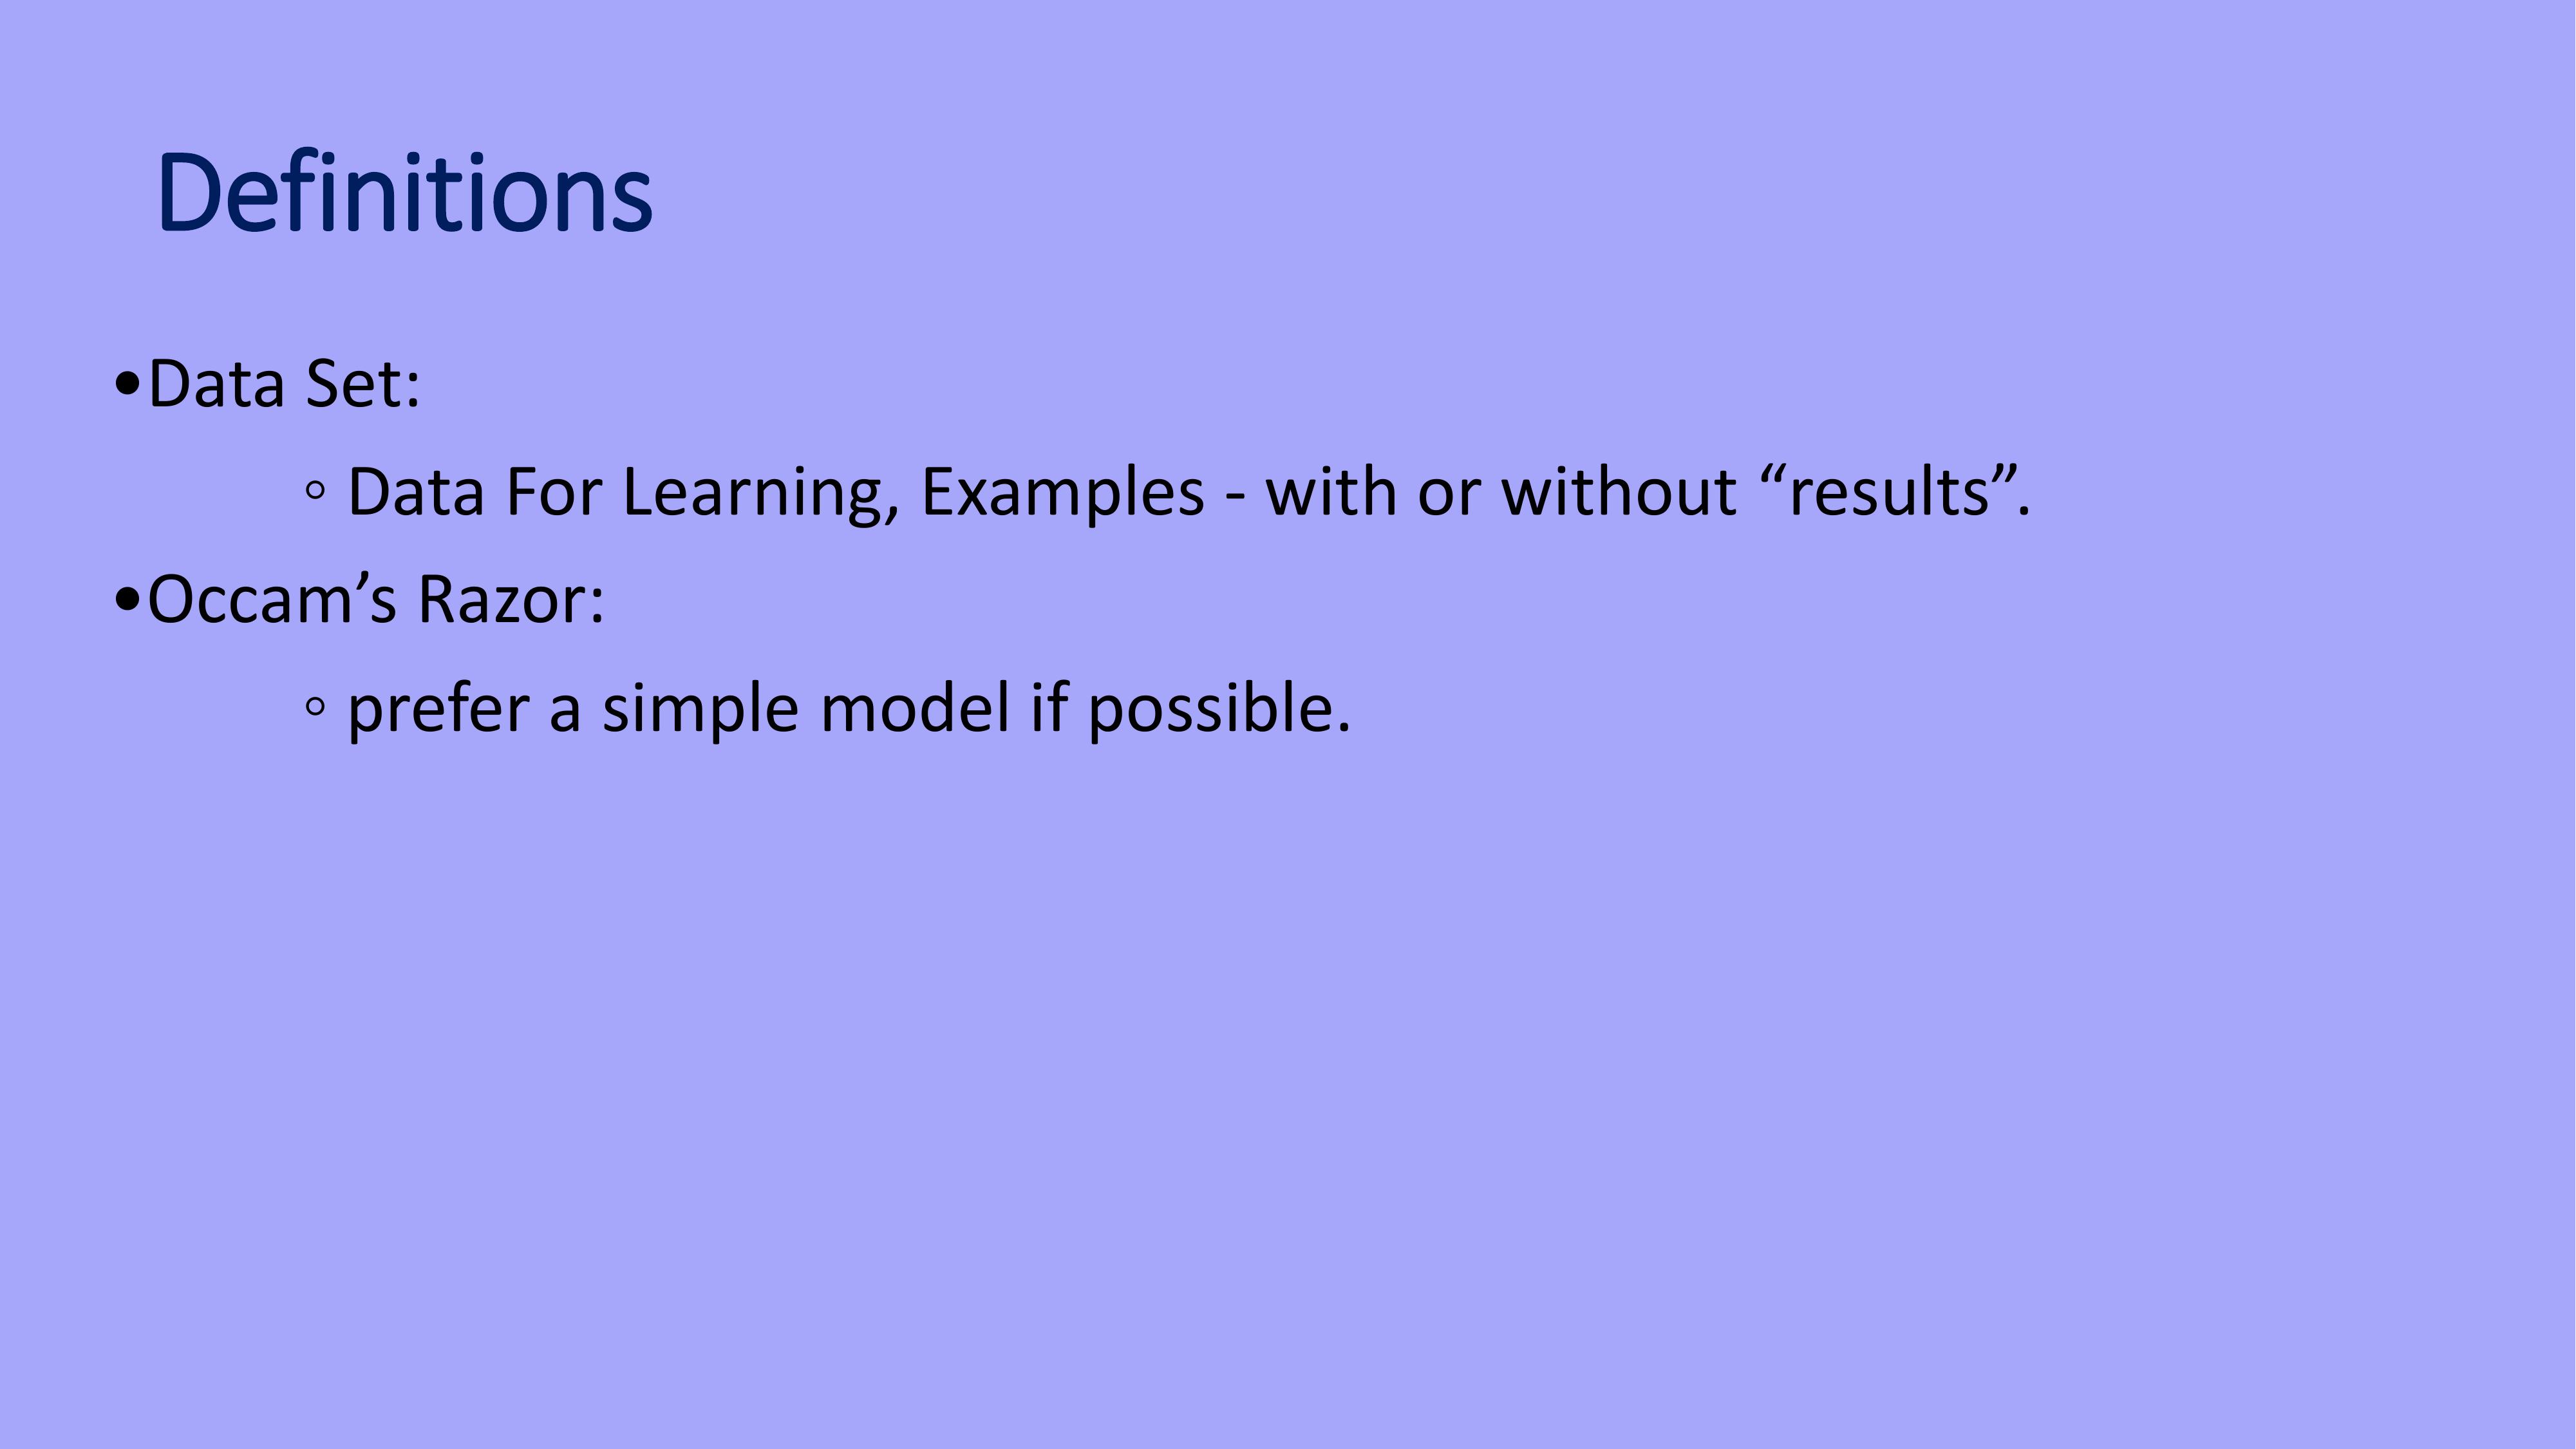 Definitions
•Data Set:
◦ Data For Learning, Examples - with or without “results”.
•Occam’s Razor:
◦ prefer a simple model if possible.